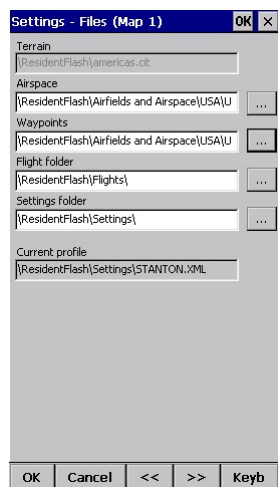 Settings - Files (Map 1) OK ×
Terrain
\ResidentFlash\americas.cit
Airspace
\ResidentFlash\Airfields and Airspace\USA\U ...
Waypoints
\ResidentFlash\Airfields and Airspace\USA\U ...
Flight folder
\ResidentFlash\Flights\ ...
Settings folder
\ResidentFlash\Settings\ ...
Current profile
\ResidentFlash\Settings\STANTON.XML
OK Cancel << >> Keyb